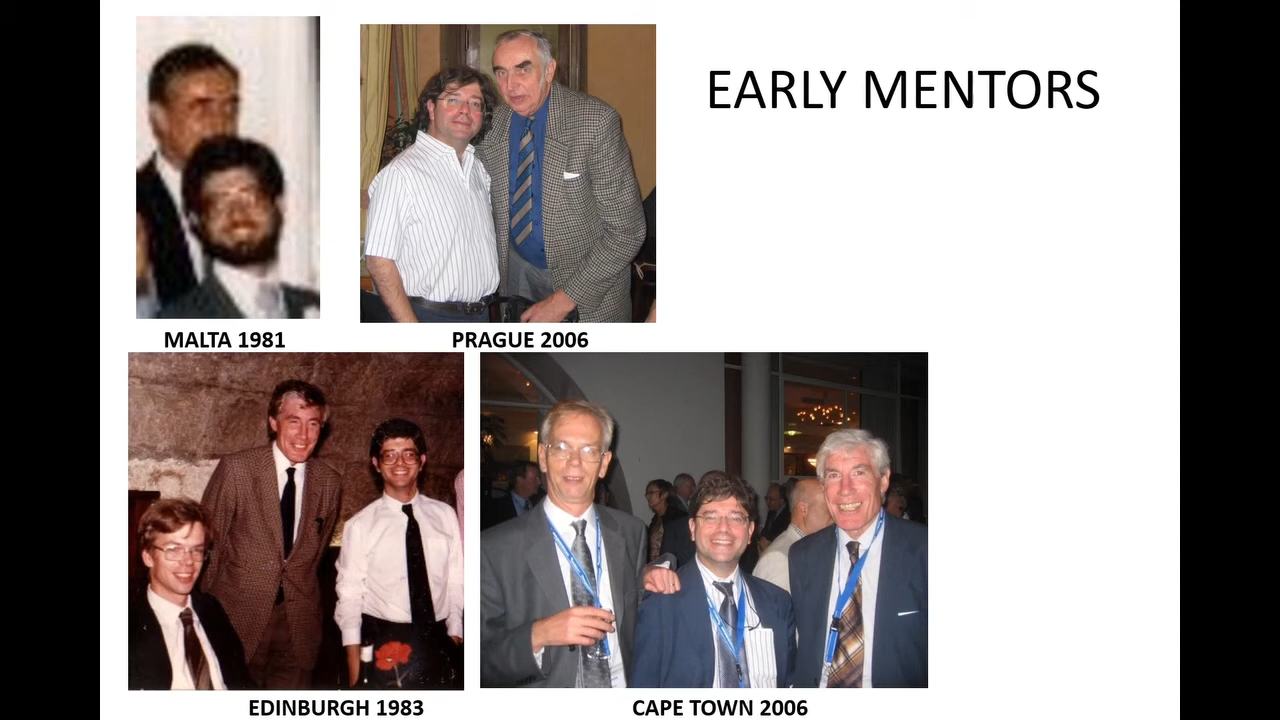 EARLY MENTORS
MALTA 1981
PRAGUE 2006
EDINBURGH 1983
CAPE TOWN 2006